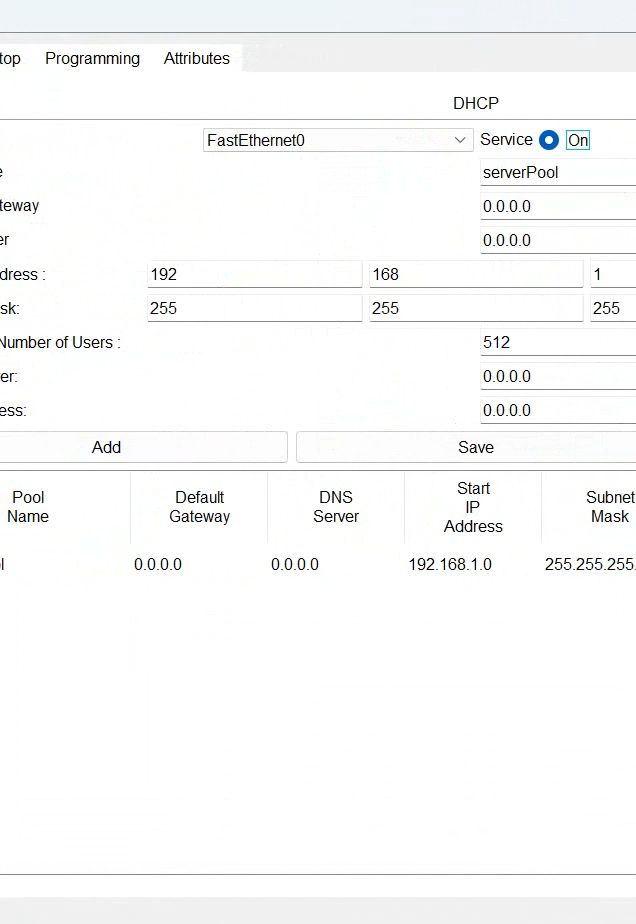 top Programming Attributes
DHCP
FastEthernet0 Service On
e serverPool
teway 0.0.0.0
er 0.0.0.0
dress : 192 168 1
sk: 255 255 255
Number of Users : 512
er: 0.0.0.0
ess: 0.0.0.0
Add Save
Pool Name Default Gateway DNS Server Start IP Address Subnet Mask
l 0.0.0.0 0.0.0.0 192.168.1.0 255.255.255.